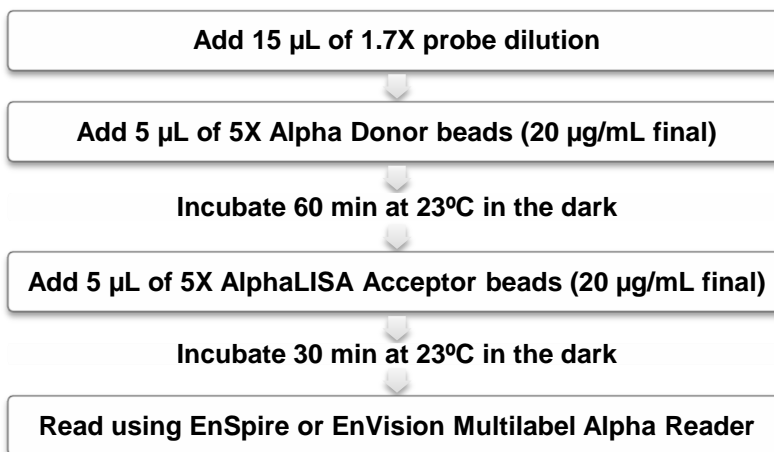 Add 15 µL of 1.7X probe dilution
Add 5 µL of 5X Alpha Donor beads (20 µg/mL final)
Incubate 60 min at 23ºC in the dark
Add 5 µL of 5X AlphaLISA Acceptor beads (20 µg/mL final)
Incubate 30 min at 23ºC in the dark
Read using EnSpire or EnVision Multilabel Alpha Reader